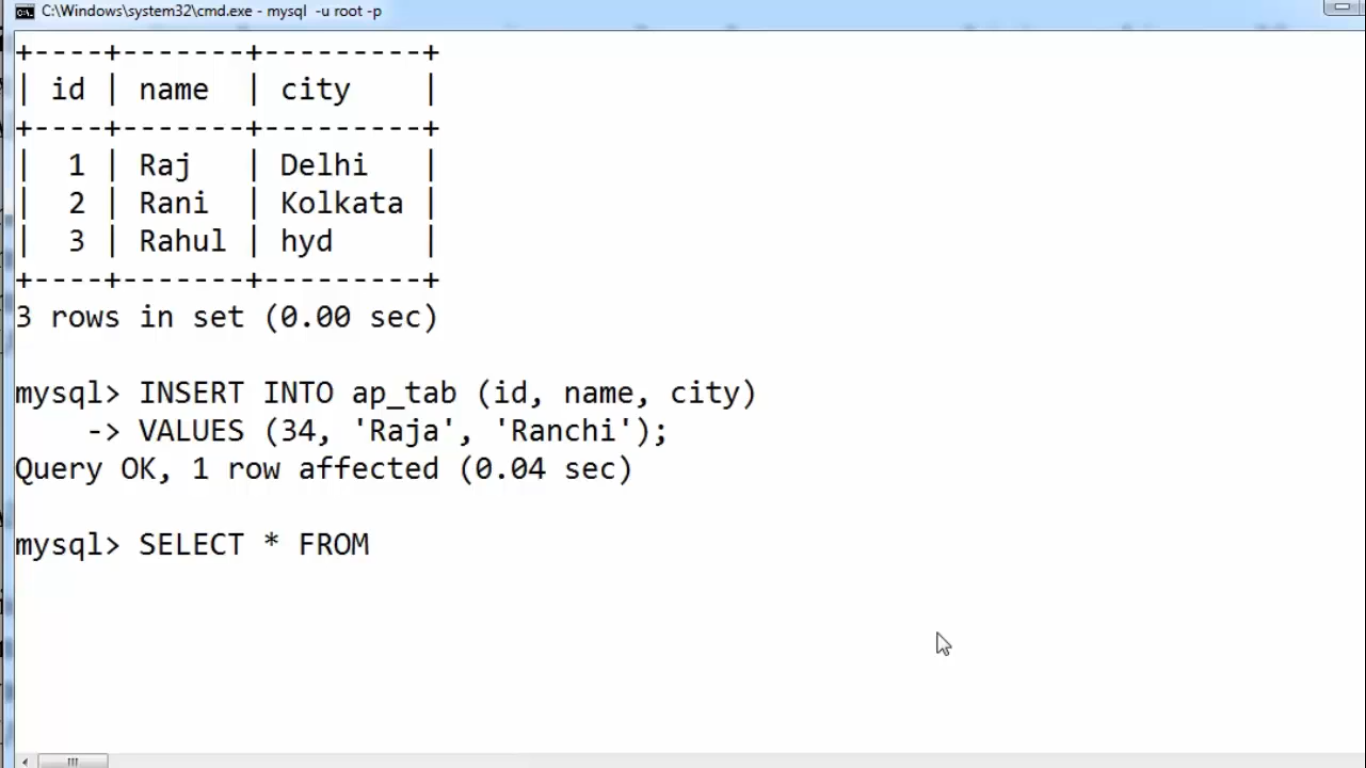 C:\Windows\system32\cmd.exe - mysql  -u root -p
+----+-------+---------+
| id | name  | city    |
+----+-------+---------+
|  1 | Raj   | Delhi   |
|  2 | Rani  | Kolkata |
|  3 | Rahul | hyd     |
+----+-------+---------+
3 rows in set (0.00 sec)
mysql> INSERT INTO ap_tab (id, name, city)
    -> VALUES (34, 'Raja', 'Ranchi');
Query OK, 1 row affected (0.04 sec)
mysql> SELECT * FROM